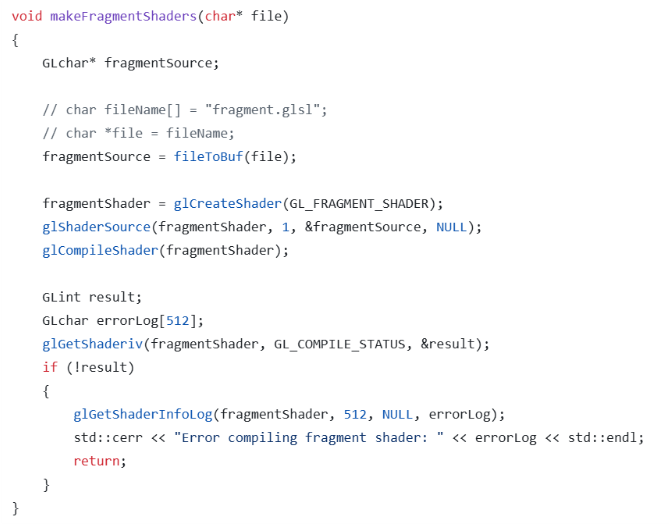 void makeFragmentShaders(char* file)
{
    GLchar* fragmentSource;

    // char fileName[] = "fragment.glsl";
    // char *file = fileName;
    fragmentSource = fileToBuf(file);

    fragmentShader = glCreateShader(GL_FRAGMENT_SHADER);
    glShaderSource(fragmentShader, 1, &fragmentSource, NULL);
    glCompileShader(fragmentShader);

    GLint result;
    GLchar errorLog[512];
    glGetShaderiv(fragmentShader, GL_COMPILE_STATUS, &result);
    if (!result)
    {
        glGetShaderInfoLog(fragmentShader, 512, NULL, errorLog);
        std::cerr << "Error compiling fragment shader: " << errorLog << std::endl;
        return;
    }
}